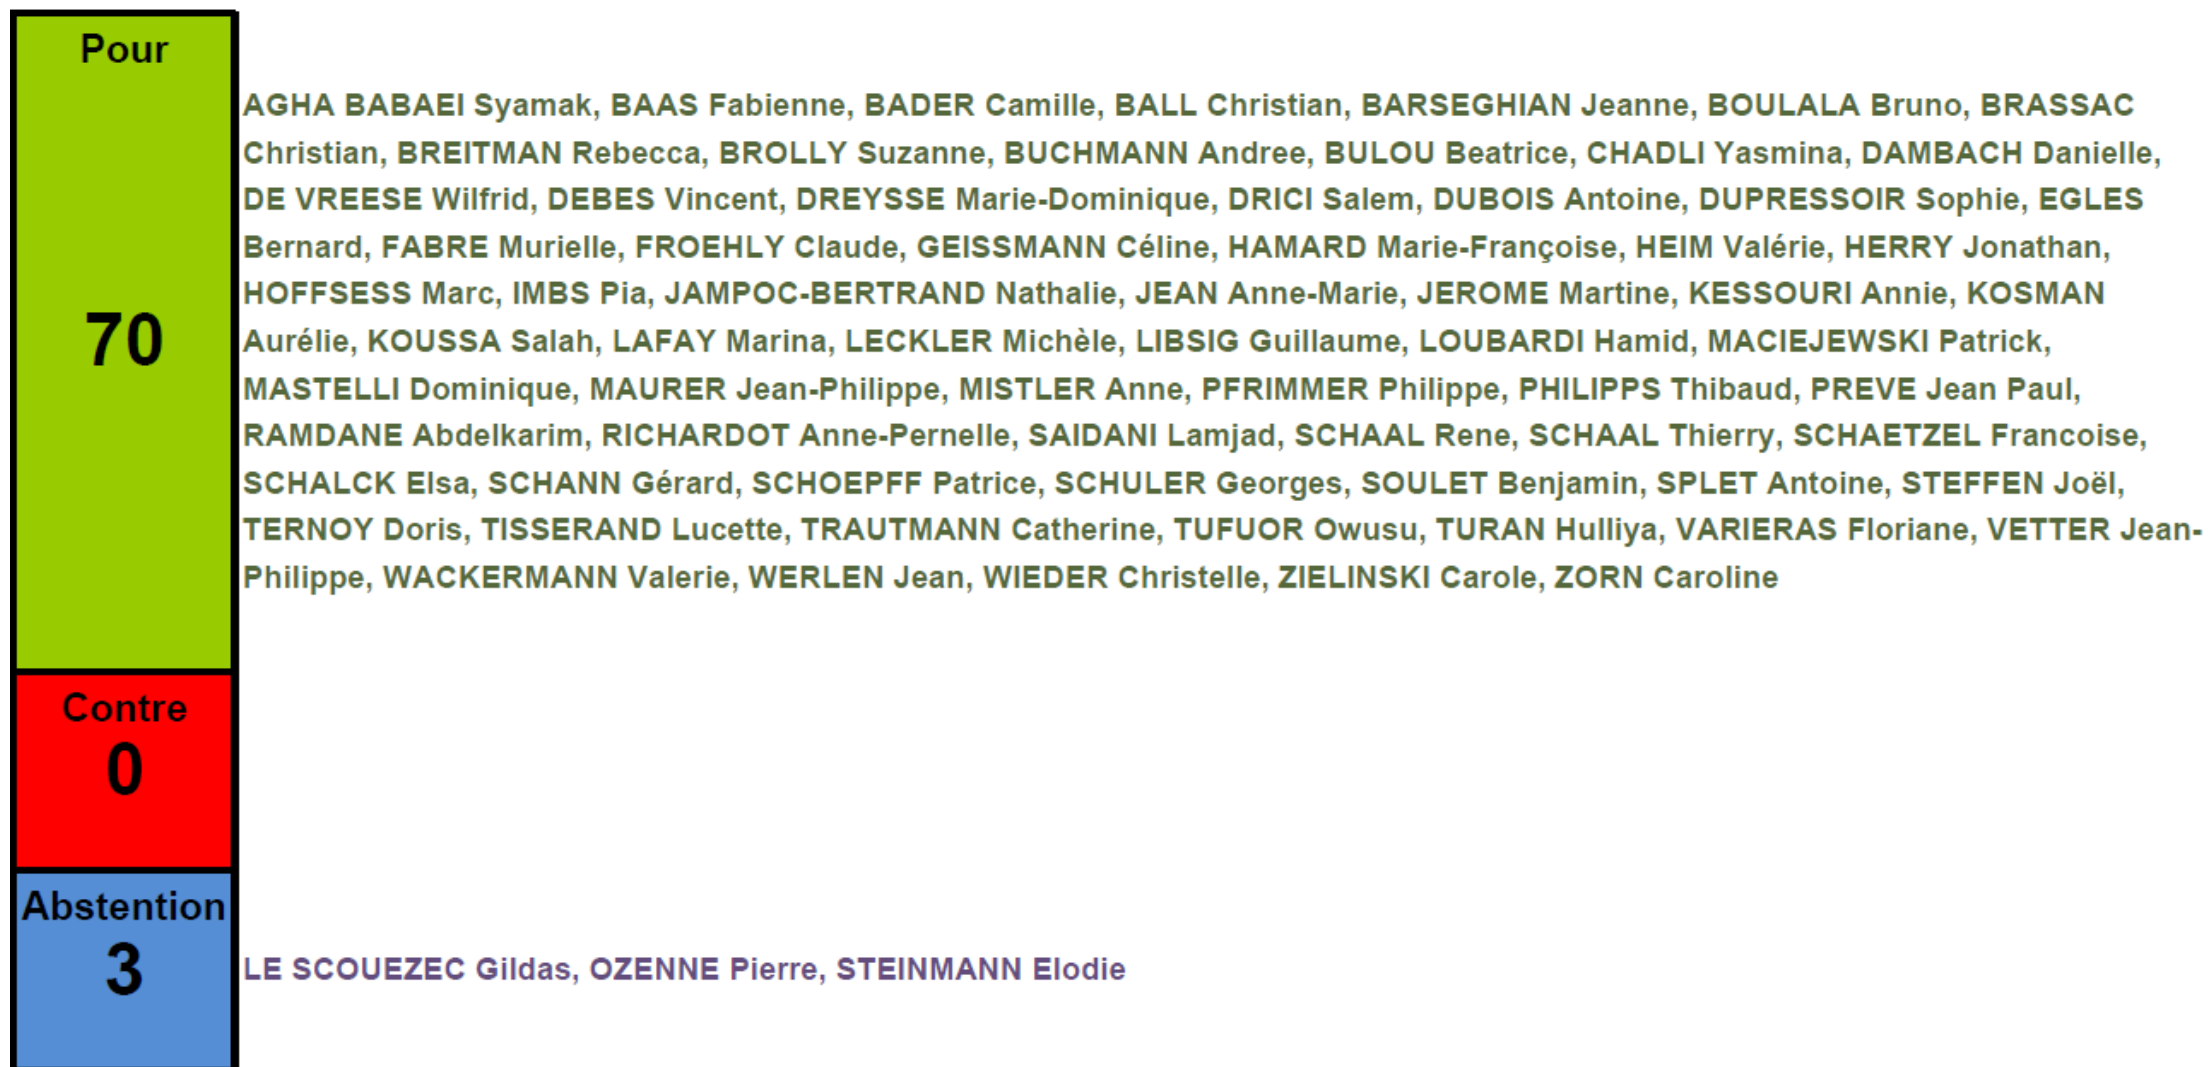 Pour
70
AGHA BABAEI Syamak, BAAS Fabienne, BADER Camille, BALL Christian, BARSEGHIAN Jeanne, BOULALA Bruno, BRASSAC
Christian, BREITMAN Rebecca, BROLLY Suzanne, BUCHMANN Andree, BULOU Beatrice, CHADLI Yasmina, DAMBACH Danielle,
DE VREESE Wilfrid, DEBES Vincent, DREYSSE Marie-Dominique, DRICI Salem, DUBOIS Antoine, DUPRESSOIR Sophie, EGLES
Bernard, FABRE Murielle, FROEHLY Claude, GEISSMANN Céline, HAMARD Marie-Françoise, HEIM Valérie, HERRY Jonathan,
HOFFSESS Marc, IMBS Pia, JAMPOC-BERTRAND Nathalie, JEAN Anne-Marie, JEROME Martine, KESSOURI Annie, KOSMAN
Aurélie, KOUSSA Salah, LAFAY Marina, LECKLER Michèle, LIBSIG Guillaume, LOUBARDI Hamid, MACIEJEWSKI Patrick,
MASTELLI Dominique, MAURER Jean-Philippe, MISTLER Anne, PFRIMMER Philippe, PHILIPPS Thibaud, PREVE Jean Paul,
RAMDANE Abdelkarim, RICHARDOT Anne-Pernelle, SAIDANI Lamjad, SCHAAL Rene, SCHAAL Thierry, SCHAETZEL Francoise,
SCHALCK Elsa, SCHANN Gérard, SCHOEPFF Patrice, SCHULER Georges, SOULET Benjamin, SPLET Antoine, STEFFEN Joël,
TERNOY Doris, TISSERAND Lucette, TRAUTMANN Catherine, TUFUOR Owusu, TURAN Hulliya, VARIERAS Floriane, VETTER Jean-
Philippe, WACKERMANN Valerie, WERLEN Jean, WIEDER Christelle, ZIELINSKI Carole, ZORN Caroline
Contre
0
Abstention
3
LE SCOUEZEC Gildas, OZENNE Pierre, STEINMANN Elodie